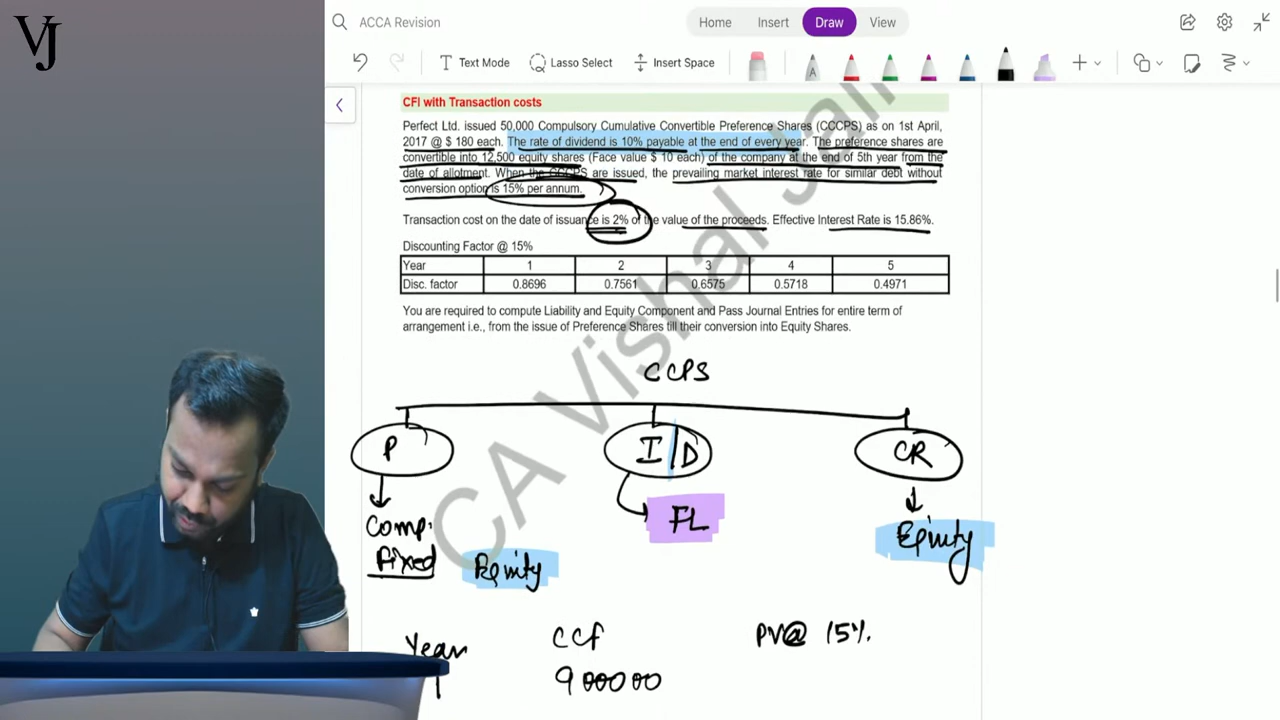 VJ
ACCA Revision
Home Insert Draw View
Text Mode Lasso Select Insert Space
CFI with Transaction costs
Perfect Ltd. issued 50,000 Compulsory Cumulative Convertible Preference Shares (CCCPS) as on 1st April,
2017 @ $ 180 each. The rate of dividend is 10% payable at the end of every year. The preference shares are
convertible into 12,500 equity shares (Face value $ 10 each) of the company at the end of 5th year from the
date of allotment. When the CCCPS are issued, the prevailing market interest rate for similar debt without
conversion option is 15% per annum.
Transaction cost on the date of issuance is 2% of the value of the proceeds. Effective Interest Rate is 15.86%.
Discounting Factor @ 15%
Year 1 2 3 4 5
Disc. factor 0.8696 0.7561 0.6575 0.5718 0.4971
You are required to compute Liability and Equity Component and Pass Journal Entries for entire term of
arrangement i.e., from the issue of Preference Shares till their conversion into Equity Shares.
CA Vishal Jain
CCPS
P I/D CR
Comp. FL Equity
Fixed Equity
Year CCF PV@ 15%
1 900000